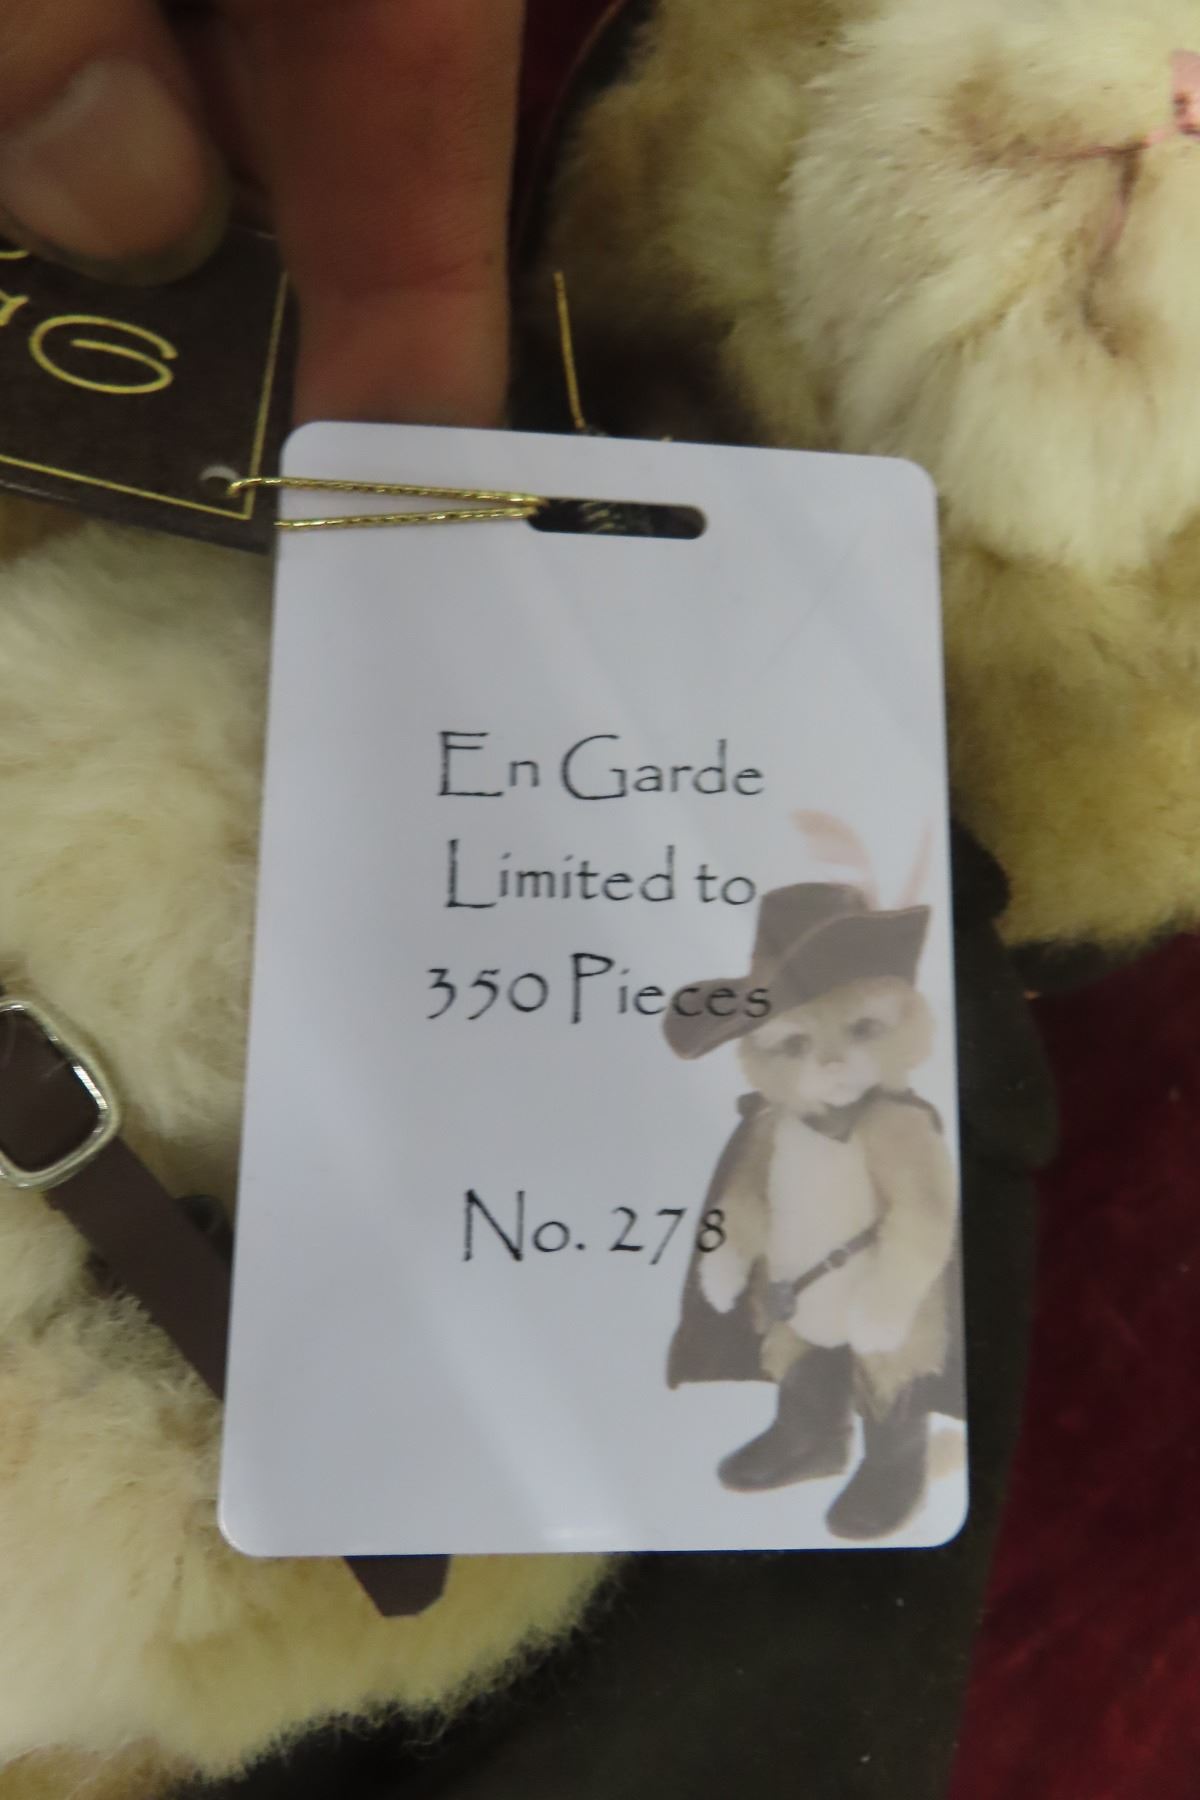 En Garde
Limited to
350 Pieces
No. 278